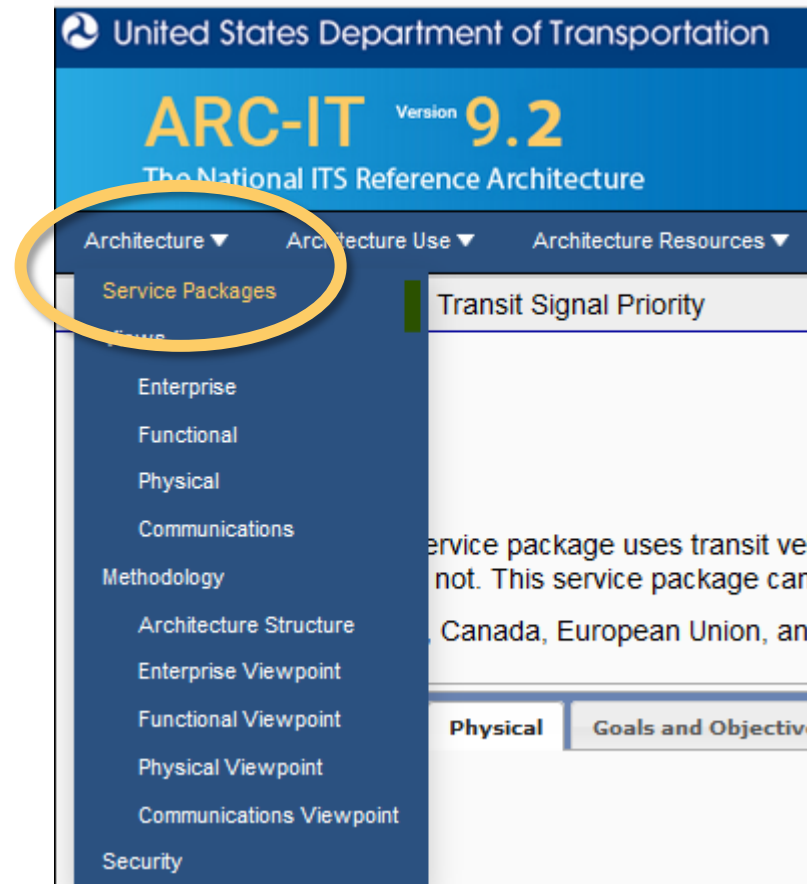 United States Department of Transportation
ARC-IT Version 9.2
The National ITS Reference Architecture
Architecture ▼ Architecture Use ▼ Architecture Resources ▼
Service Packages
Transit Signal Priority
Views
Enterprise
Functional
Physical
Communications
ervice package uses transit ve
Methodology
not. This service package can
Architecture Structure
, Canada, European Union, an
Enterprise Viewpoint
Functional Viewpoint
Physical Goals and Objectiv
Physical Viewpoint
Communications Viewpoint
Security